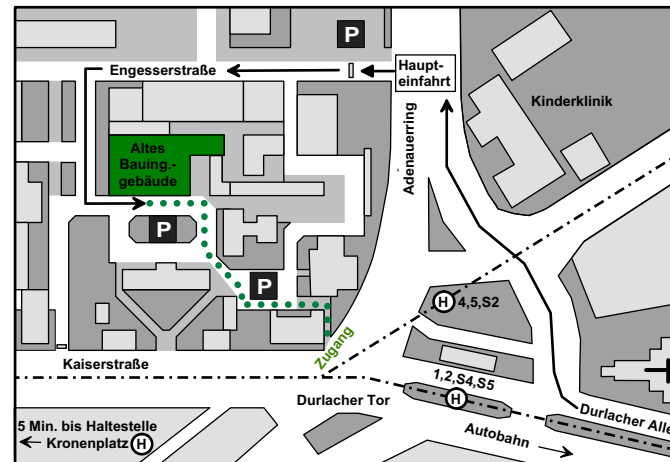 P
Engesserstraße
Haupt-
einfahrt
Kinderklinik
Adenauerring
Altes
Bauing.-
gebäude
P
P
H 4,5,S2
Zugang
Kaiserstraße
1,2,S4,S5
H
Durlacher Tor
Durlacher Alle
5 Min. bis Haltestelle
← Kronenplatz H
Autobahn →